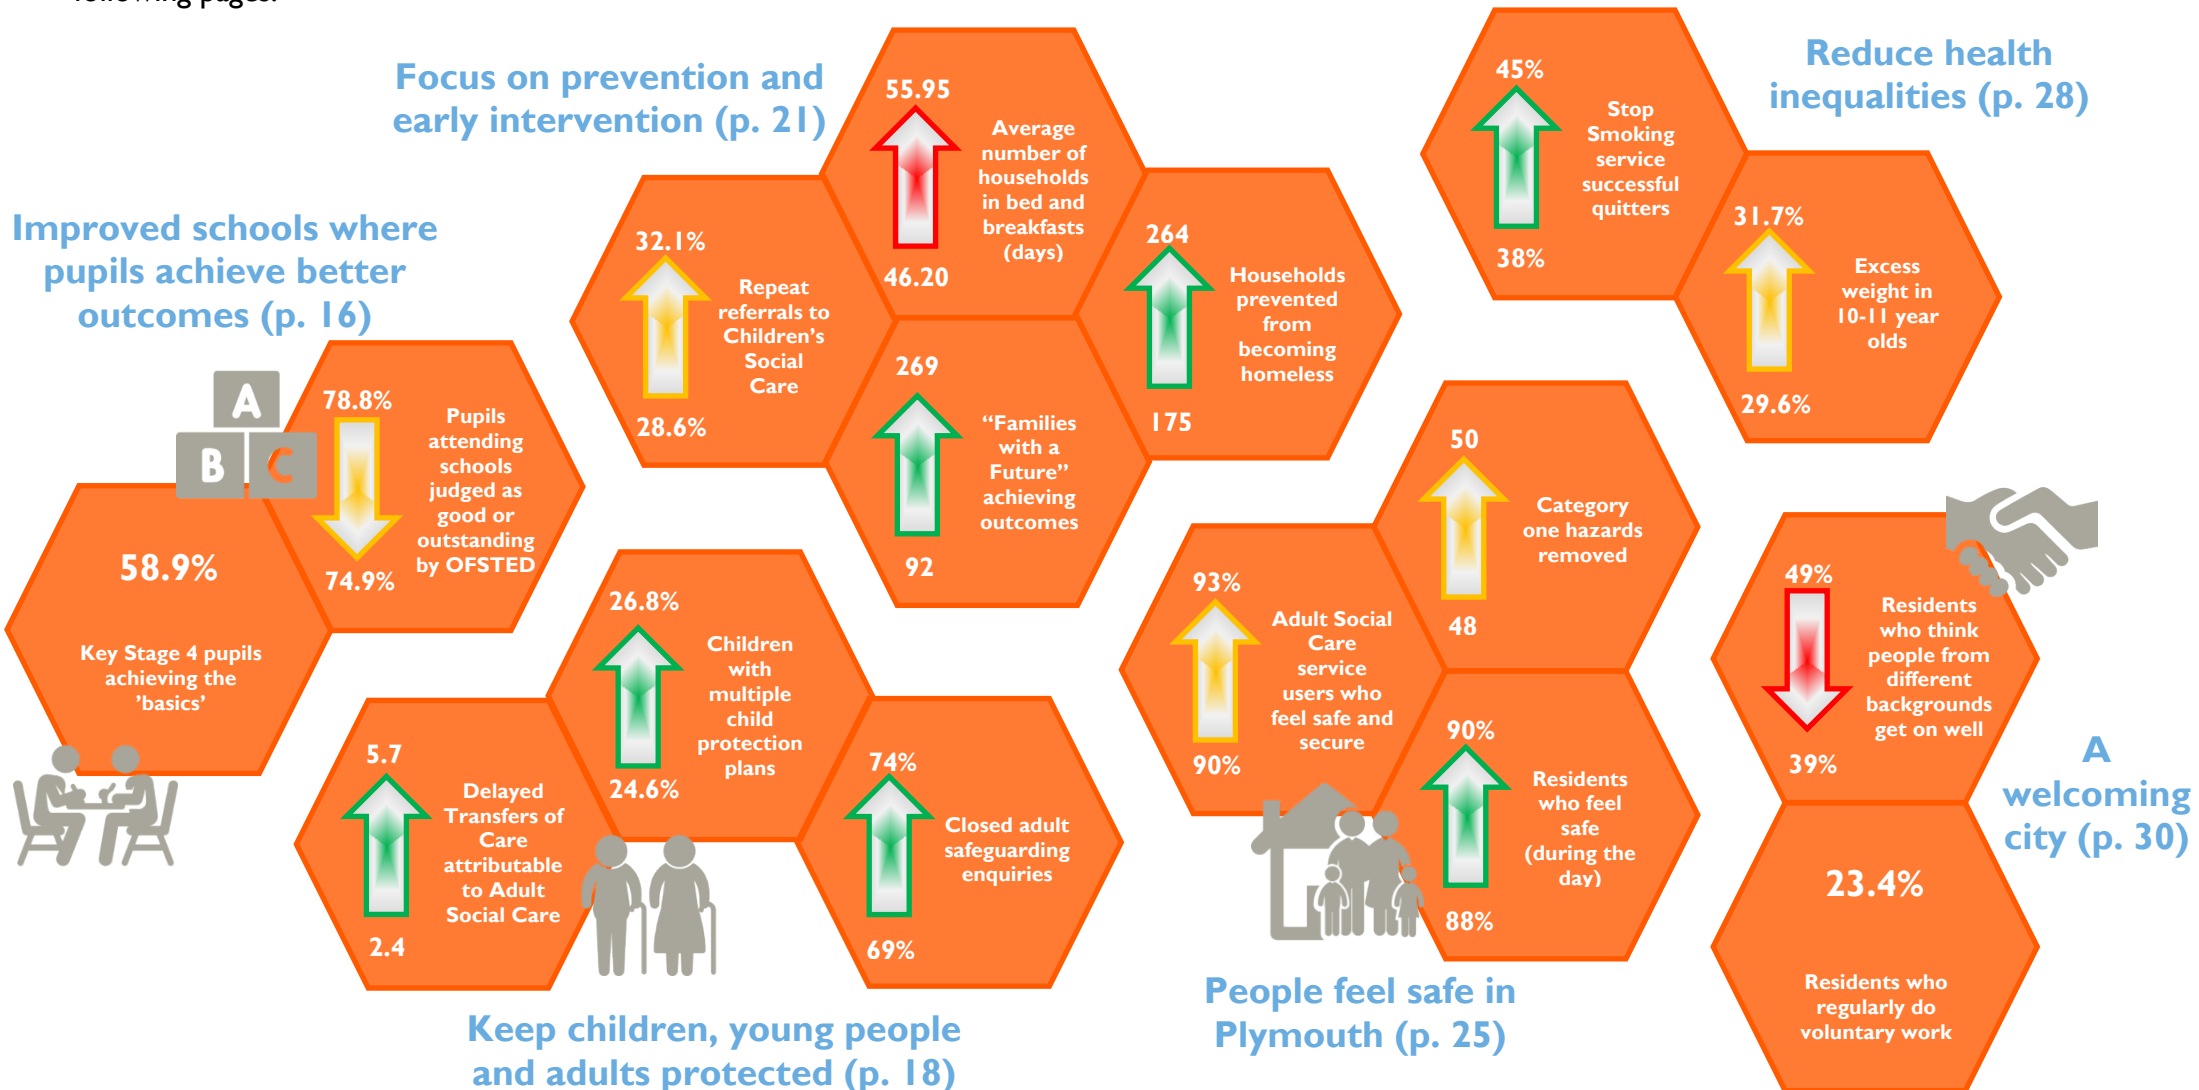 following pages.
Focus on prevention and
early intervention (p. 21)
55.95
Average
number of
households
in bed and
breakfasts
(days)
46.20
32.1%
Repeat
referrals to
Children's
Social
Care
28.6%
264
Households
prevented
from
becoming
homeless
175
269
“Families
with a
Future”
achieving
outcomes
92
Reduce health
inequalities (p. 28)
45%
Stop
Smoking
service
successful
quitters
38%
31.7%
Excess
weight in
10-11 year
olds
29.6%
Improved schools where
pupils achieve better
outcomes (p. 16)
A
B
C
78.8%
Pupils
attending
schools
judged as
good or
outstanding
by OFSTED
74.9%
58.9%
Key Stage 4 pupils
achieving the
'basics'
26.8%
Children
with
multiple
child
protection
plans
24.6%
5.7
Delayed
Transfers of
Care
attributable
to Adult
Social Care
2.4
74%
Closed adult
safeguarding
enquiries
69%
Keep children, young people
and adults protected (p. 18)
50
Category
one hazards
removed
48
93%
Adult Social
Care
service
users who
feel safe and
secure
90%
90%
Residents
who feel
safe
(during the
day)
88%
People feel safe in
Plymouth (p. 25)
49%
Residents
who think
people from
different
backgrounds
get on well
39%
A
welcoming
city (p. 30)
23.4%
Residents who
regularly do
voluntary work